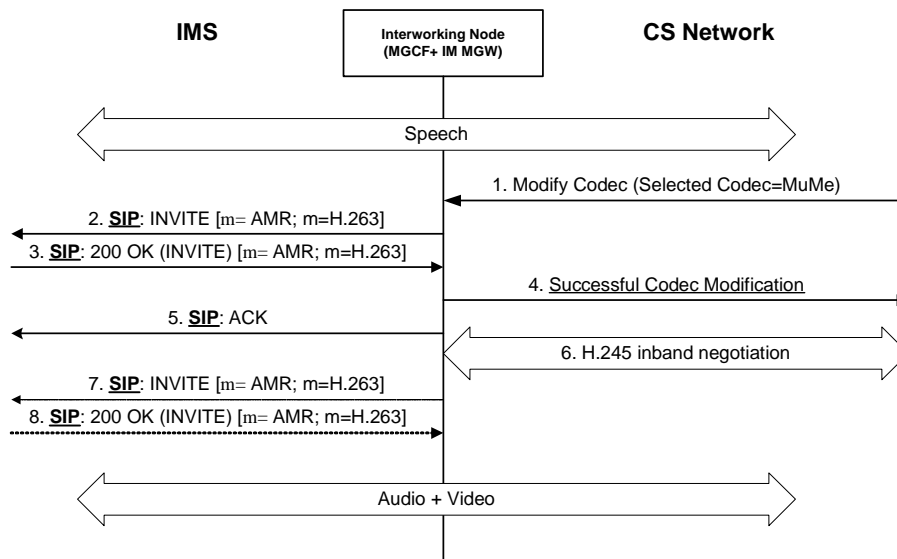 IMS
Interworking Node
(MGCF+ IM MGW)
CS Network
Speech
1. Modify Codec (Selected Codec=MuMe)
2. SIP: INVITE [m= AMR; m=H.263]
3. SIP: 200 OK (INVITE) [m= AMR; m=H.263]
4. Successful Codec Modification
5. SIP: ACK
6. H.245 inband negotiation
7. SIP: INVITE [m= AMR; m=H.263]
8. SIP: 200 OK (INVITE) [m= AMR; m=H.263]
Audio + Video